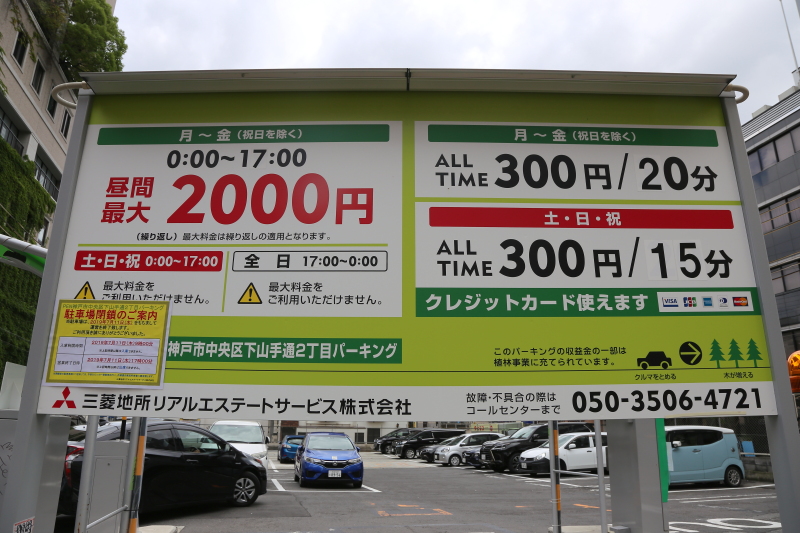 月～金(祝日を除く)
0:00～17:00
昼間
最大
2000円
(繰り返し)最大料金は繰り返しの適用となります。
土・日・祝 0:00～17:00
最大料金を
ご利用いただけません。
全 日 17:00～0:00
最大料金を
ご利用いただけません。
月～金(祝日を除く)
ALL
TIME
300円/20分
土・日・祝
ALL
TIME
300円/15分
クレジットカード使えます
VISA
JCB
駐車場閉鎖のご案内
神戸市中央区下山手通2丁目パーキング
このパーキングの収益金の一部は
植林事業に充てられています。
クルマをとめる
木が増える
三菱地所リアルエステートサービス株式会社
故障・不具合の際は
コールセンターまで
050-3506-4721